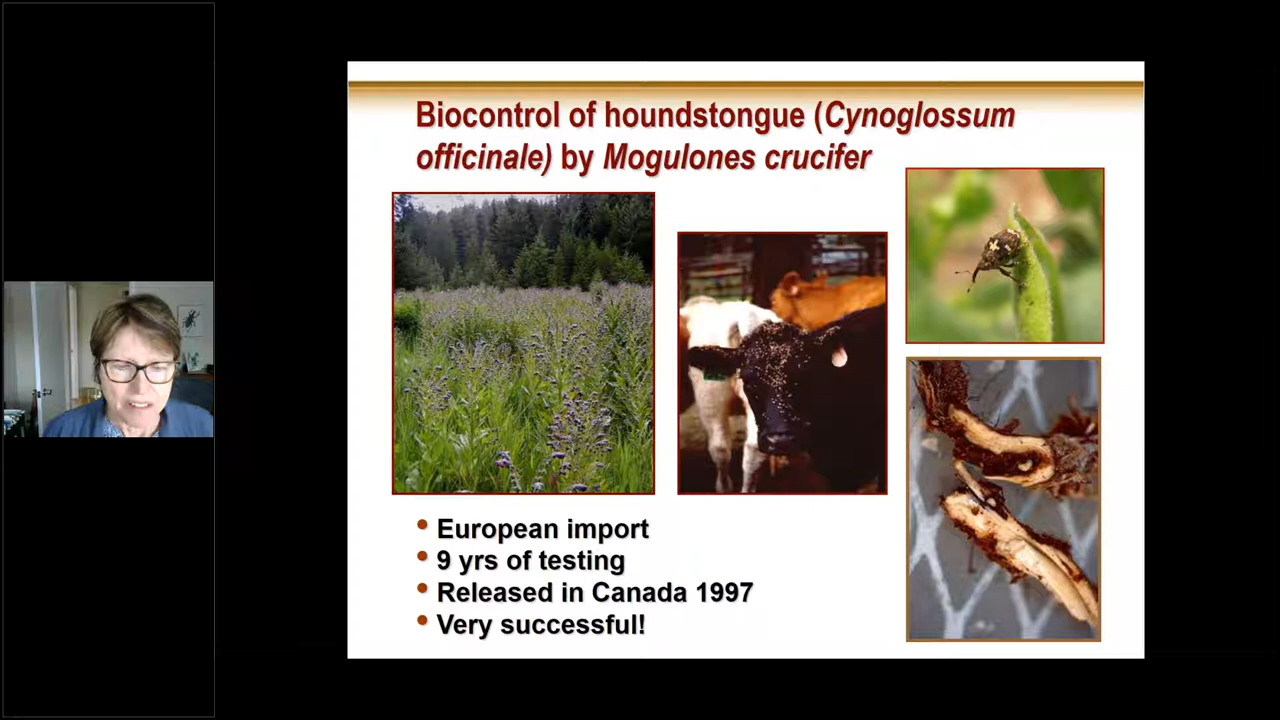 Biocontrol of houndstongue (Cynoglossum
officinale) by Mogulones crucifer
• European import
• 9 yrs of testing
• Released in Canada 1997
• Very successful!